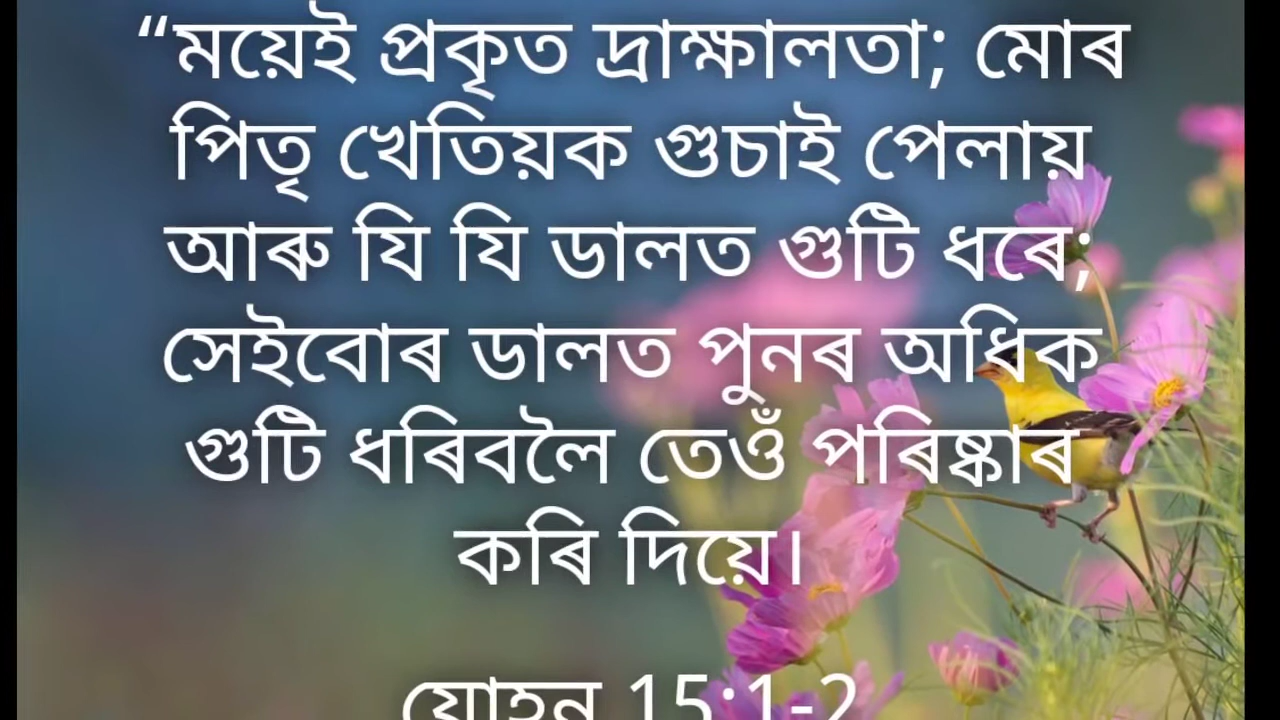 “ময়েই প্ৰকৃত দ্ৰাক্ষালতা; মোৰ
পিতৃ খেতিয়ক গুচাই পেলায়
আৰু যি যি ডালত গুটি ধৰে;
সেইবোৰ ডালত পুনৰ অধিক
গুটি ধৰিবলৈ তেওঁ পৰিষ্কাৰ
কৰি দিয়ে।
যোহন 15:1-2